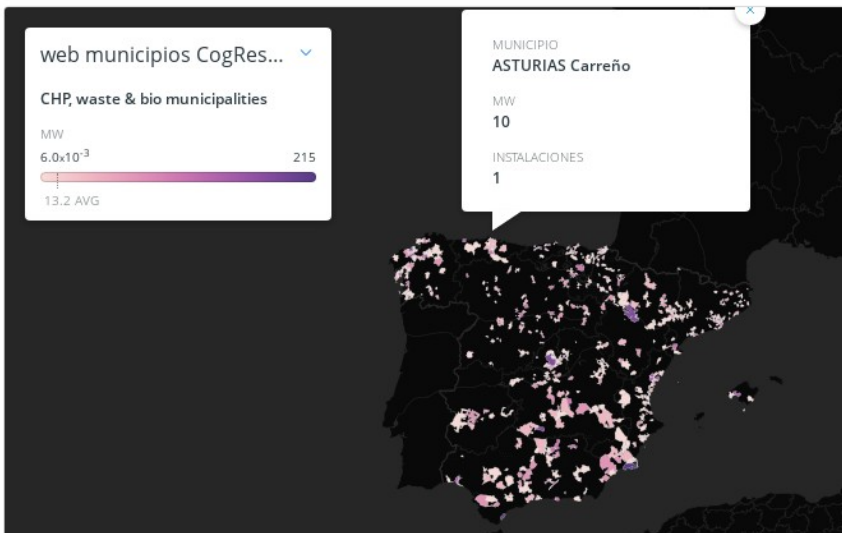 web municipios CogRes...
CHP, waste & bio municipalities
MW
6.0x10⁻³ 215
13.2 AVG
MUNICIPIO
ASTURIAS Carreño
MW
10
INSTALACIONES
1